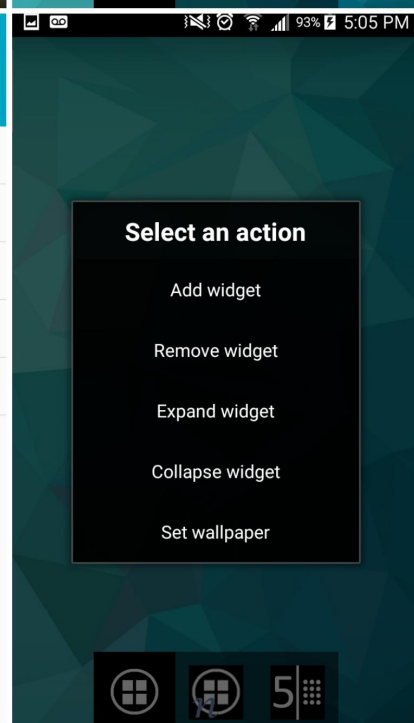 93% 5:05 PM
Select an action
Add widget
Remove widget
Expand widget
Collapse widget
Set wallpaper
n 5